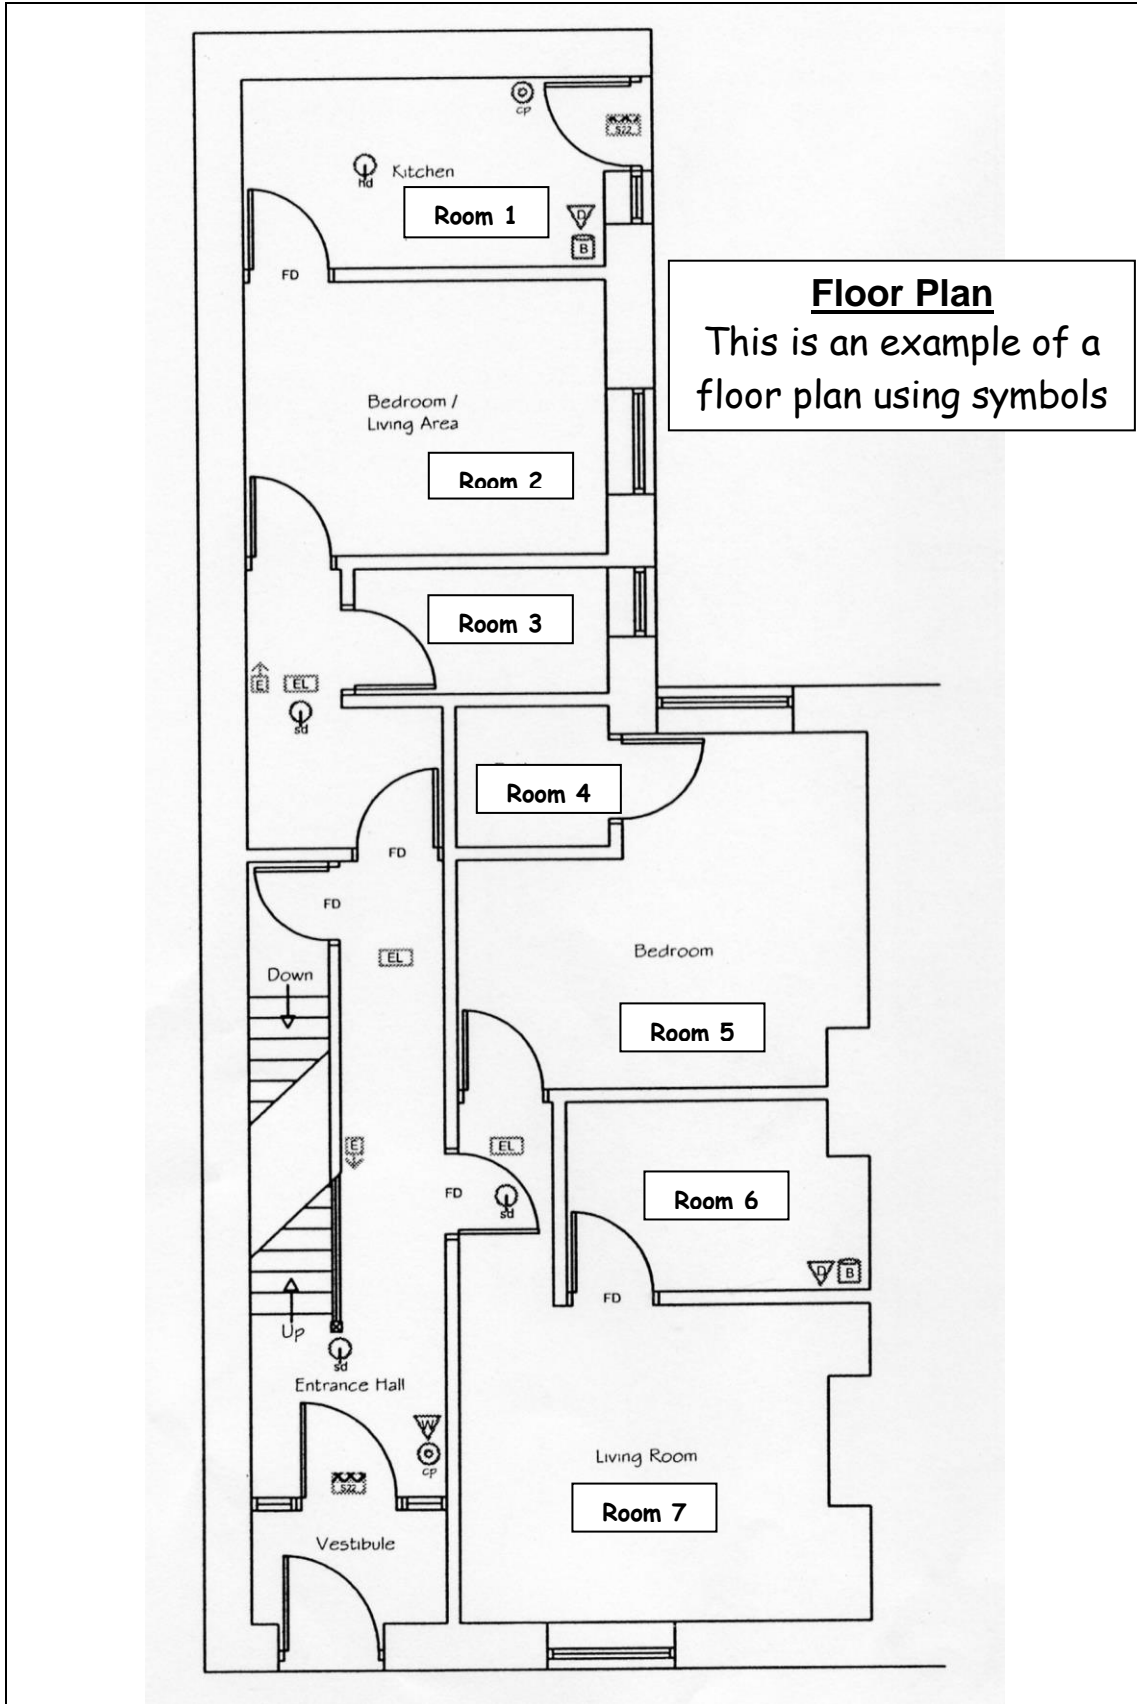 cp
S22
hd
Kitchen
Room 1
D
B
FD
Floor Plan
This is an example of a
floor plan using symbols
Bedroom /
Living Area
Room 2
Room 3
E
EL
sd
Room 4
FD
FD
EL
Bedroom
Down
Room 5
E
EL
FD
sd
Room 6
D
B
FD
Up
sd
Entrance Hall
W
cp
Living Room
S22
Room 7
Vestibule